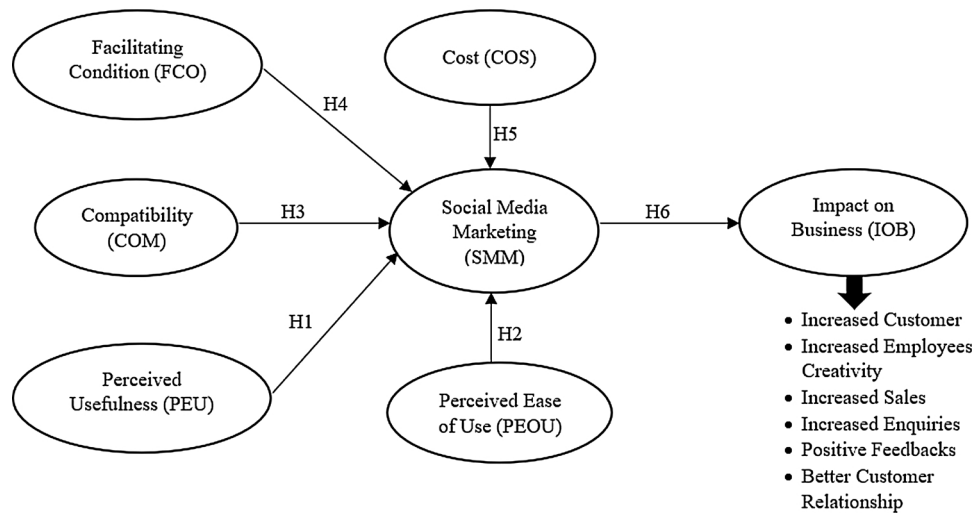 Facilitating
Condition (FCO)
Cost (COS)
H4
H5
Compatibility
(COM)
H3
Social Media
Marketing
(SMM)
H6
Impact on
Business (IOB)
H1
H2
Perceived
Usefulness (PEU)
Perceived Ease
of Use (PEOU)
• Increased Customer
• Increased Employees
Creativity
• Increased Sales
• Increased Enquiries
• Positive Feedbacks
• Better Customer
Relationship